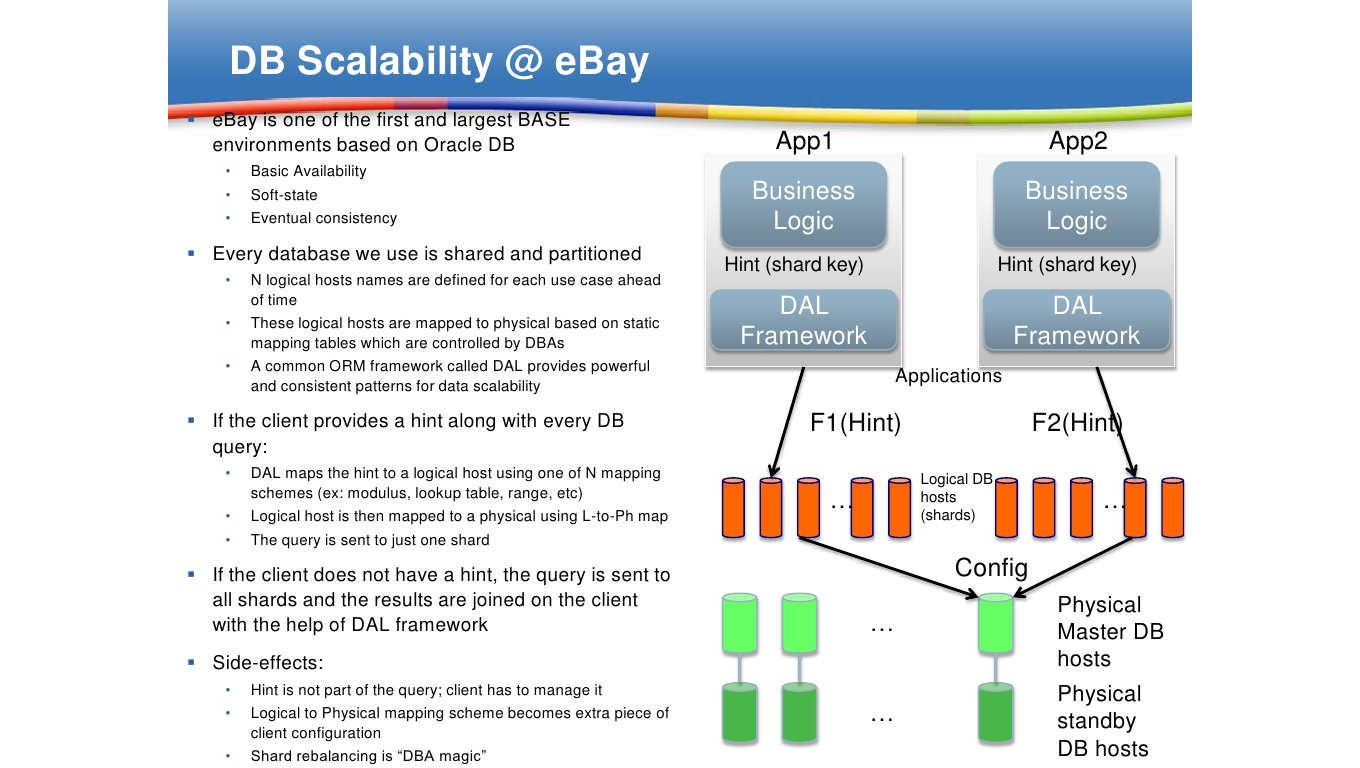 DB Scalability @ eBay
▪ eBay is one of the first and largest BASE
environments based on Oracle DB
• Basic Availability
• Soft-state
• Eventual consistency
▪ Every database we use is shared and partitioned
• N logical hosts names are defined for each use case ahead
of time
• These logical hosts are mapped to physical based on static
mapping tables which are controlled by DBAs
• A common ORM framework called DAL provides powerful
and consistent patterns for data scalability
▪ If the client provides a hint along with every DB
query:
• DAL maps the hint to a logical host using one of N mapping
schemes (ex: modulus, lookup table, range, etc)
• Logical host is then mapped to a physical using L-to-Ph map
• The query is sent to just one shard
▪ If the client does not have a hint, the query is sent to
all shards and the results are joined on the client
with the help of DAL framework
▪ Side-effects:
• Hint is not part of the query; client has to manage it
• Logical to Physical mapping scheme becomes extra piece of
client configuration
• Shard rebalancing is “DBA magic”
App1
Business
Logic
Hint (shard key)
DAL
Framework
App2
Business
Logic
Hint (shard key)
DAL
Framework
Applications
F1(Hint)
F2(Hint)
…
Logical DB
hosts
(shards)
…
Config
…
Physical
Master DB
hosts
…
Physical
standby
DB hosts